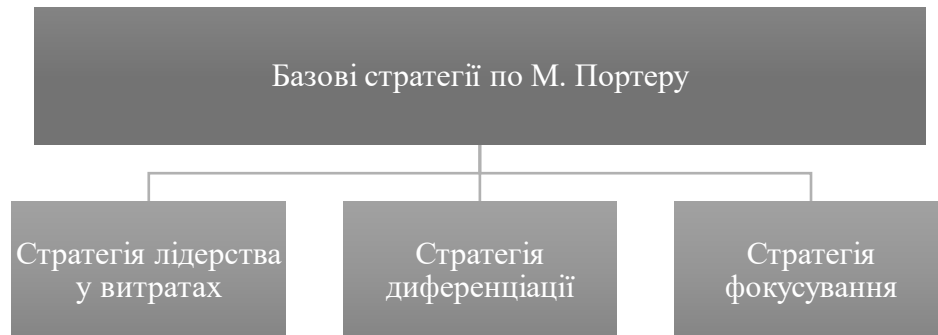 Базові стратегії по М. Портеру
Стратегія лідерства
у витратах
Стратегія
диференціації
Стратегія
фокусування